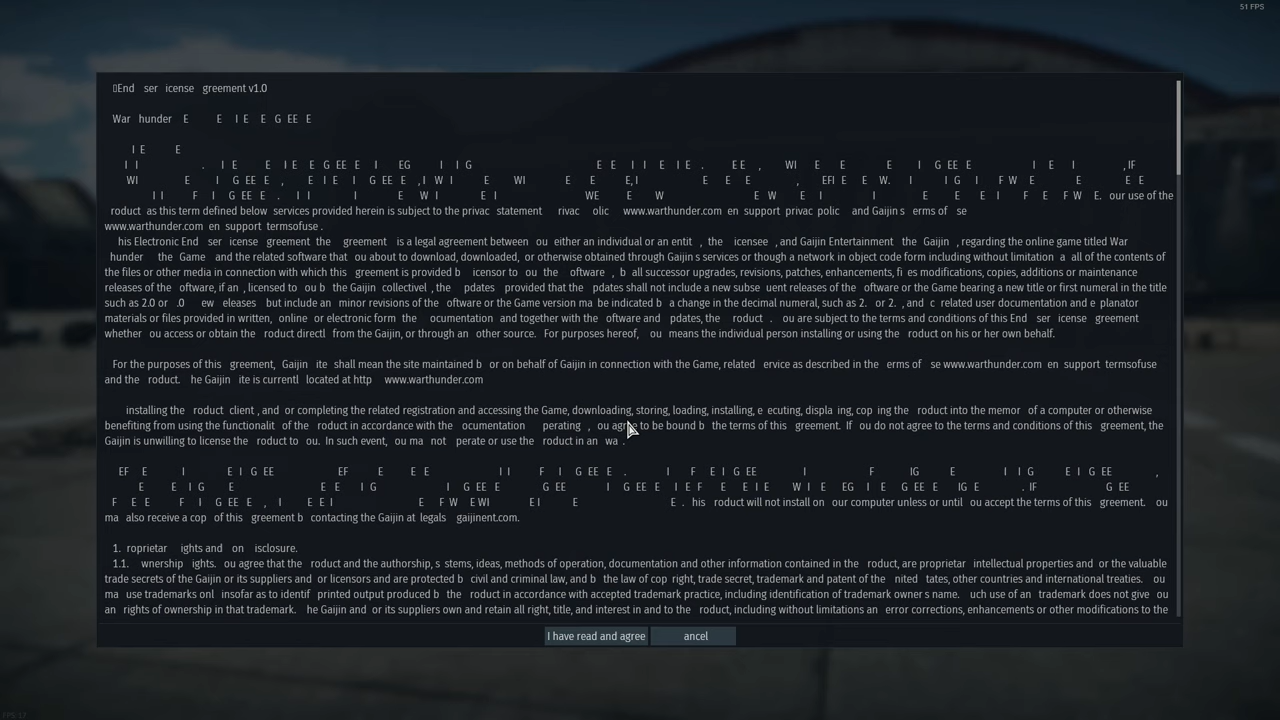 51 FPS
End ser icense greement v1.0
War hunder E E I E E G EE E
I E E
I I . I E E E I E E G EE E I EG I I G E E I I E I E . EE , WI E E E I G EE E I E I , IF
WI E I G EE E , E I E I G EE E , I W I E WI E E E, I E E E , EFI E E W. I I G I F W E E E E
I I F I G EE E . I I I E W I E I WE E W E W E I E E E I F E F W E. our use of the
roduct as this term defined below services provided herein is subject to the privac statement rivac olic www.warthunder.com en support privac polic and Gaijin s erms of se
www.warthunder.com en support termsofuse .
his Electronic End ser icense greement the greement is a legal agreement between ou either an individual or an entit , the icensee , and Gaijin Entertainment the Gaijin , regarding the online game titled War
hunder the Game and the related software that ou about to download, downloaded, or otherwise obtained through Gaijin s services or though a network in object code form including without limitation a all of the contents of
the files or other media in connection with which this greement is provided b icensor to ou the oftware , b all successor upgrades, revisions, patches, enhancements, fi es modifications, copies, additions or maintenance
releases of the oftware, if an , licensed to ou b the Gaijin collectivel , the pdates provided that the pdates shall not include a new subse uent releases of the oftware or the Game bearing a new title or first numeral in the title
such as 2.0 or .0 ew eleases but include an minor revisions of the oftware or the Game version ma be indicated b a change in the decimal numeral, such as 2. or 2. , and c related user documentation and e planator
materials or files provided in written, online or electronic form the ocumentation and together with the oftware and pdates, the roduct . ou are subject to the terms and conditions of this End ser icense greement
whether ou access or obtain the roduct directl from the Gaijin, or through an other source. For purposes hereof, ou means the individual person installing or using the roduct on his or her own behalf.
For the purposes of this greement, Gaijin ite shall mean the site maintained b or on behalf of Gaijin in connection with the Game, related ervice as described in the erms of se www.warthunder.com en support termsofuse
and the roduct. he Gaijin ite is currentl located at http www.warthunder.com
installing the roduct client , and or completing the related registration and accessing the Game, downloading, storing, loading, installing, e ecuting, displa ing, cop ing the roduct into the memor of a computer or otherwise
benefiting from using the functionalit of the roduct in accordance with the ocumentation perating , ou agree to be bound b the terms of this greement. If ou do not agree to the terms and conditions of this greement, the
Gaijin is unwilling to license the roduct to ou. In such event, ou ma not perate or use the roduct in an wa .
EF E I E I G EE EF E E E I I F I G EE E . I F E I G EE I F IG E I I G E I G EE ,
E E I G E E E I G I G EE E G EE I G EE E I E F E E I E W I E EG I E G EE E IG E . IF G EE
F E E F I G EE E , I E E I E F W E WI E I E E . his roduct will not install on our computer unless or until ou accept the terms of this greement. ou
ma also receive a cop of this greement b contacting the Gaijin at legals gaijinent.com.
1. roprietar ights and on isclosure.
1.1. wnership ights. ou agree that the roduct and the authorship, s stems, ideas, methods of operation, documentation and other information contained in the roduct, are proprietar intellectual properties and or the valuable
trade secrets of the Gaijin or its suppliers and or licensors and are protected b civil and criminal law, and b the law of cop right, trade secret, trademark and patent of the nited tates, other countries and international treaties. ou
ma use trademarks onl insofar as to identif printed output produced b the roduct in accordance with accepted trademark practice, including identification of trademark owner s name. uch use of an trademark does not give ou
an rights of ownership in that trademark. he Gaijin and or its suppliers own and retain all right, title, and interest in and to the roduct, including without limitations an error corrections, enhancements or other modifications to the
I have read and agree ancel